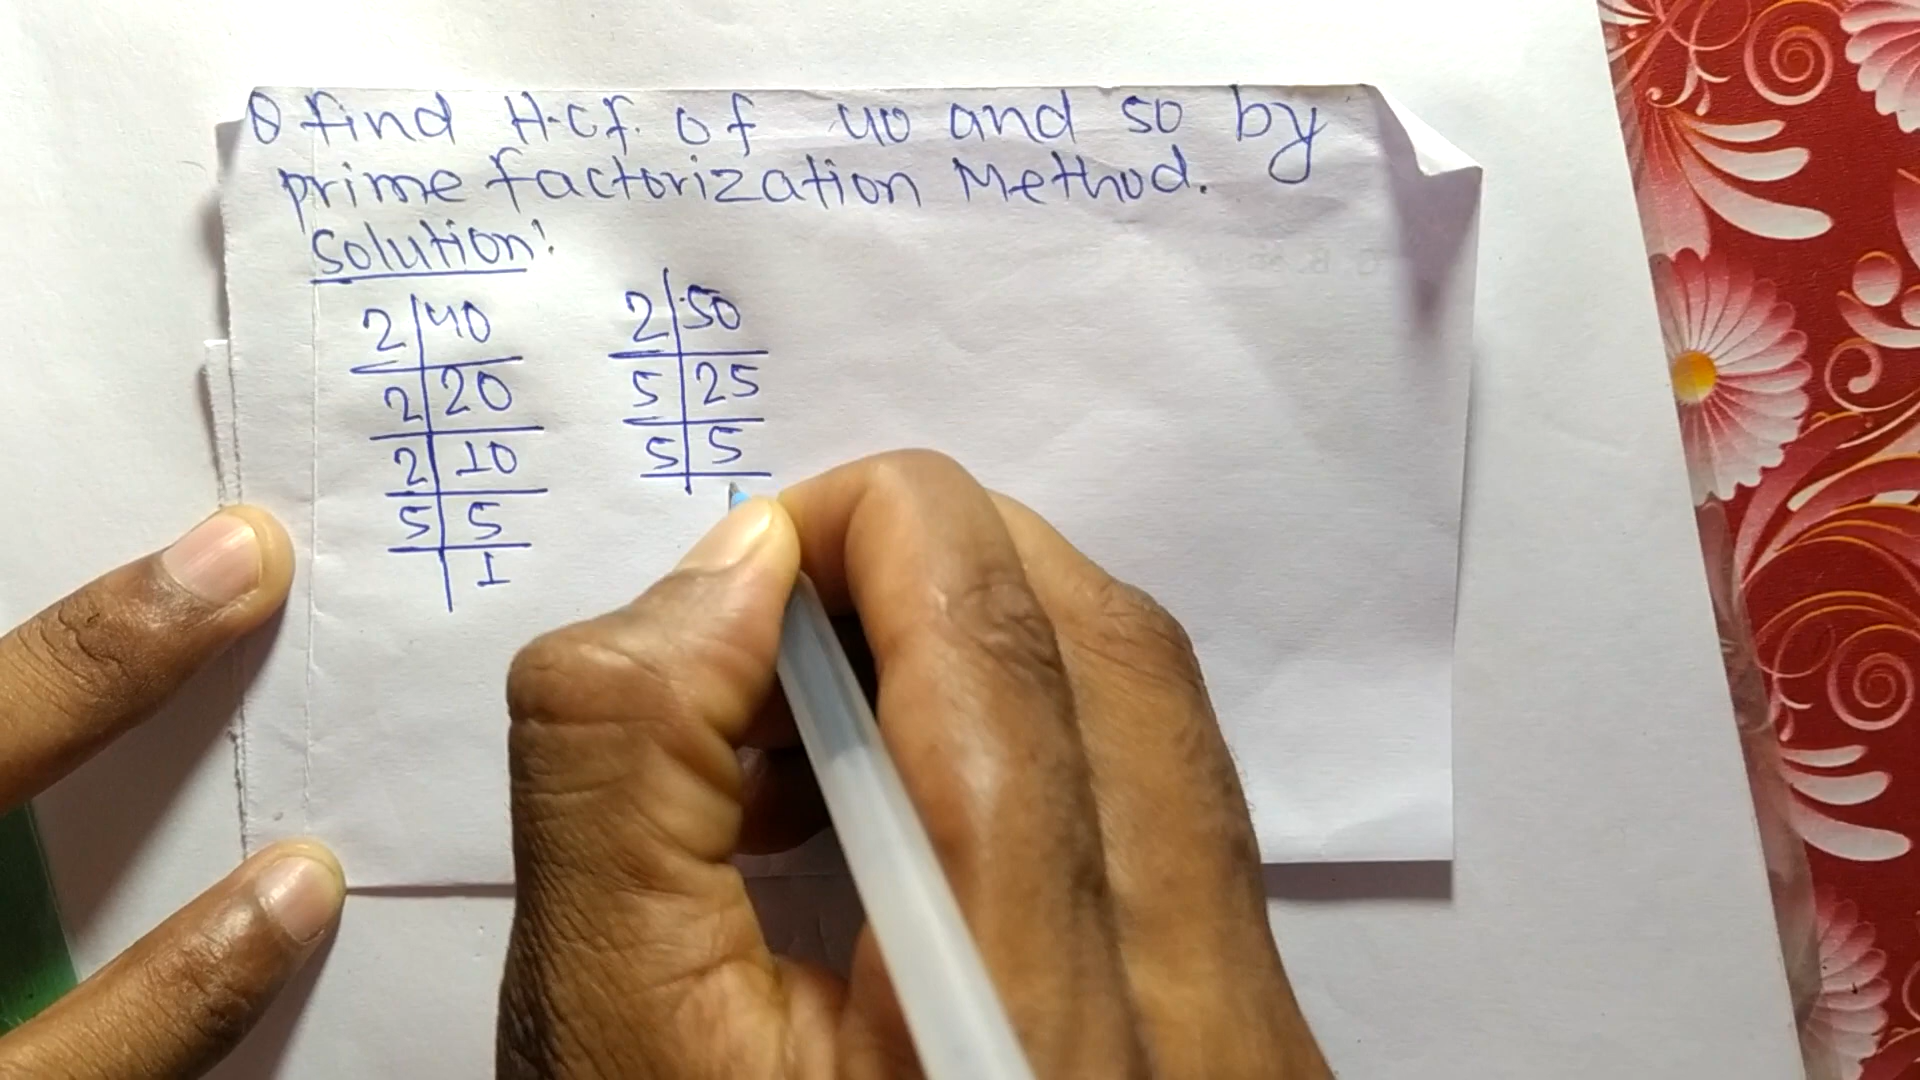 Q find H.C.f. of 40 and 50 by
prime factorization Method.
Solution:
2 | 40
2 | 20
2 | 10
5 | 5
| 1
2 | 50
5 | 25
5 | 5